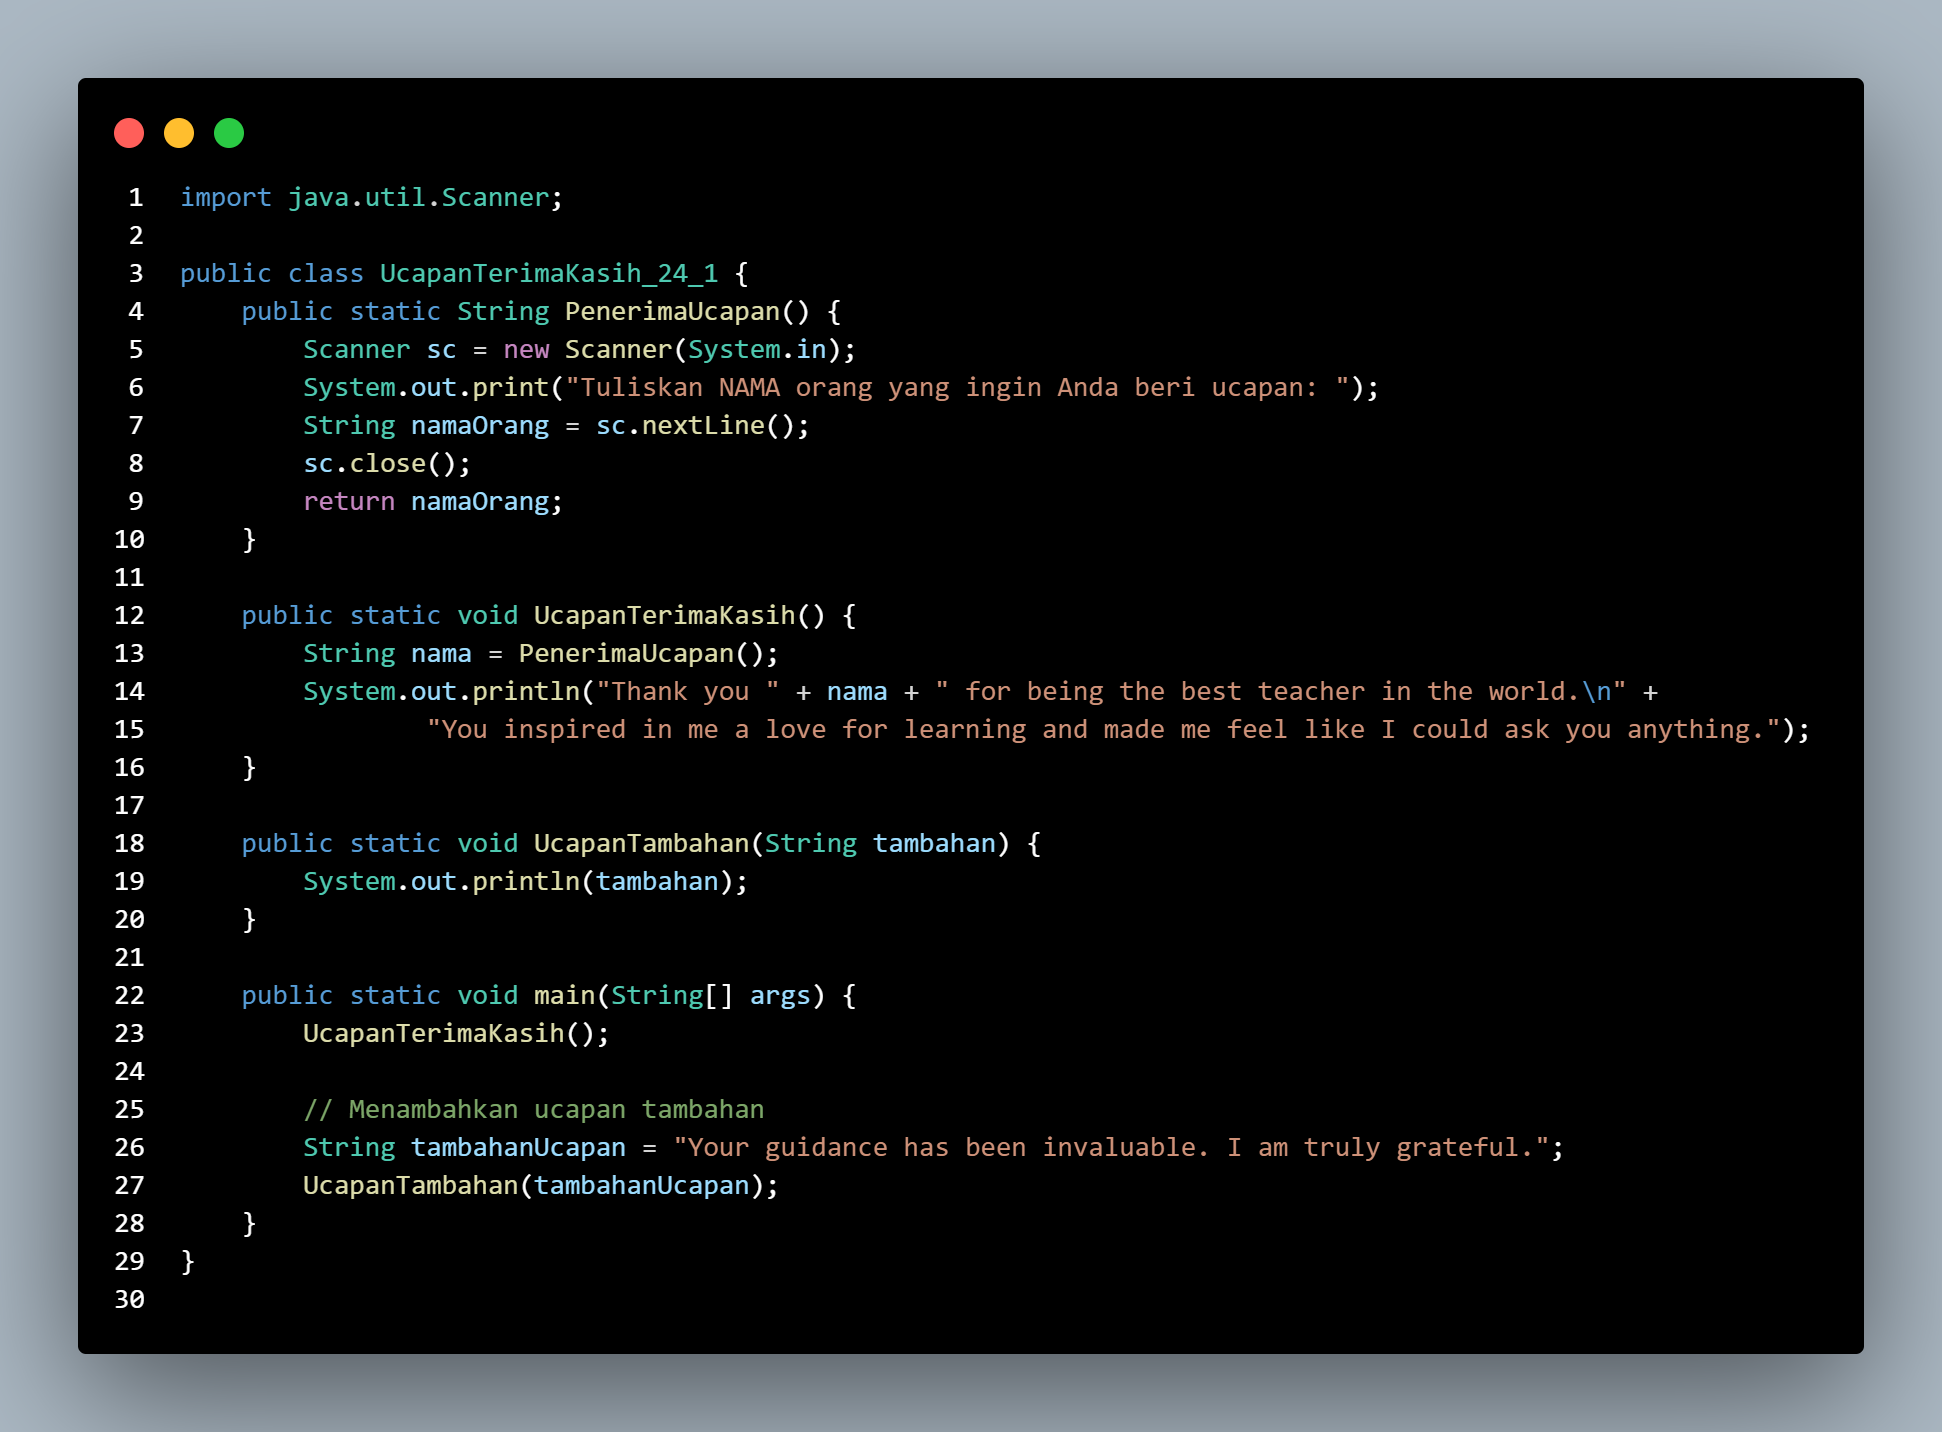 1 import java.util.Scanner;
2
3 public class UcapanTerimaKasih_24_1 {
4     public static String PenerimaUcapan() {
5         Scanner sc = new Scanner(System.in);
6         System.out.print("Tuliskan NAMA orang yang ingin Anda beri ucapan: ");
7         String namaOrang = sc.nextLine();
8         sc.close();
9         return namaOrang;
10     }
11
12     public static void UcapanTerimaKasih() {
13         String nama = PenerimaUcapan();
14         System.out.println("Thank you " + nama + " for being the best teacher in the world.\n" +
15                 "You inspired in me a love for learning and made me feel like I could ask you anything.");
16     }
17
18     public static void UcapanTambahan(String tambahan) {
19         System.out.println(tambahan);
20     }
21
22     public static void main(String[] args) {
23         UcapanTerimaKasih();
24
25         // Menambahkan ucapan tambahan
26         String tambahanUcapan = "Your guidance has been invaluable. I am truly grateful.";
27         UcapanTambahan(tambahanUcapan);
28     }
29 }
30